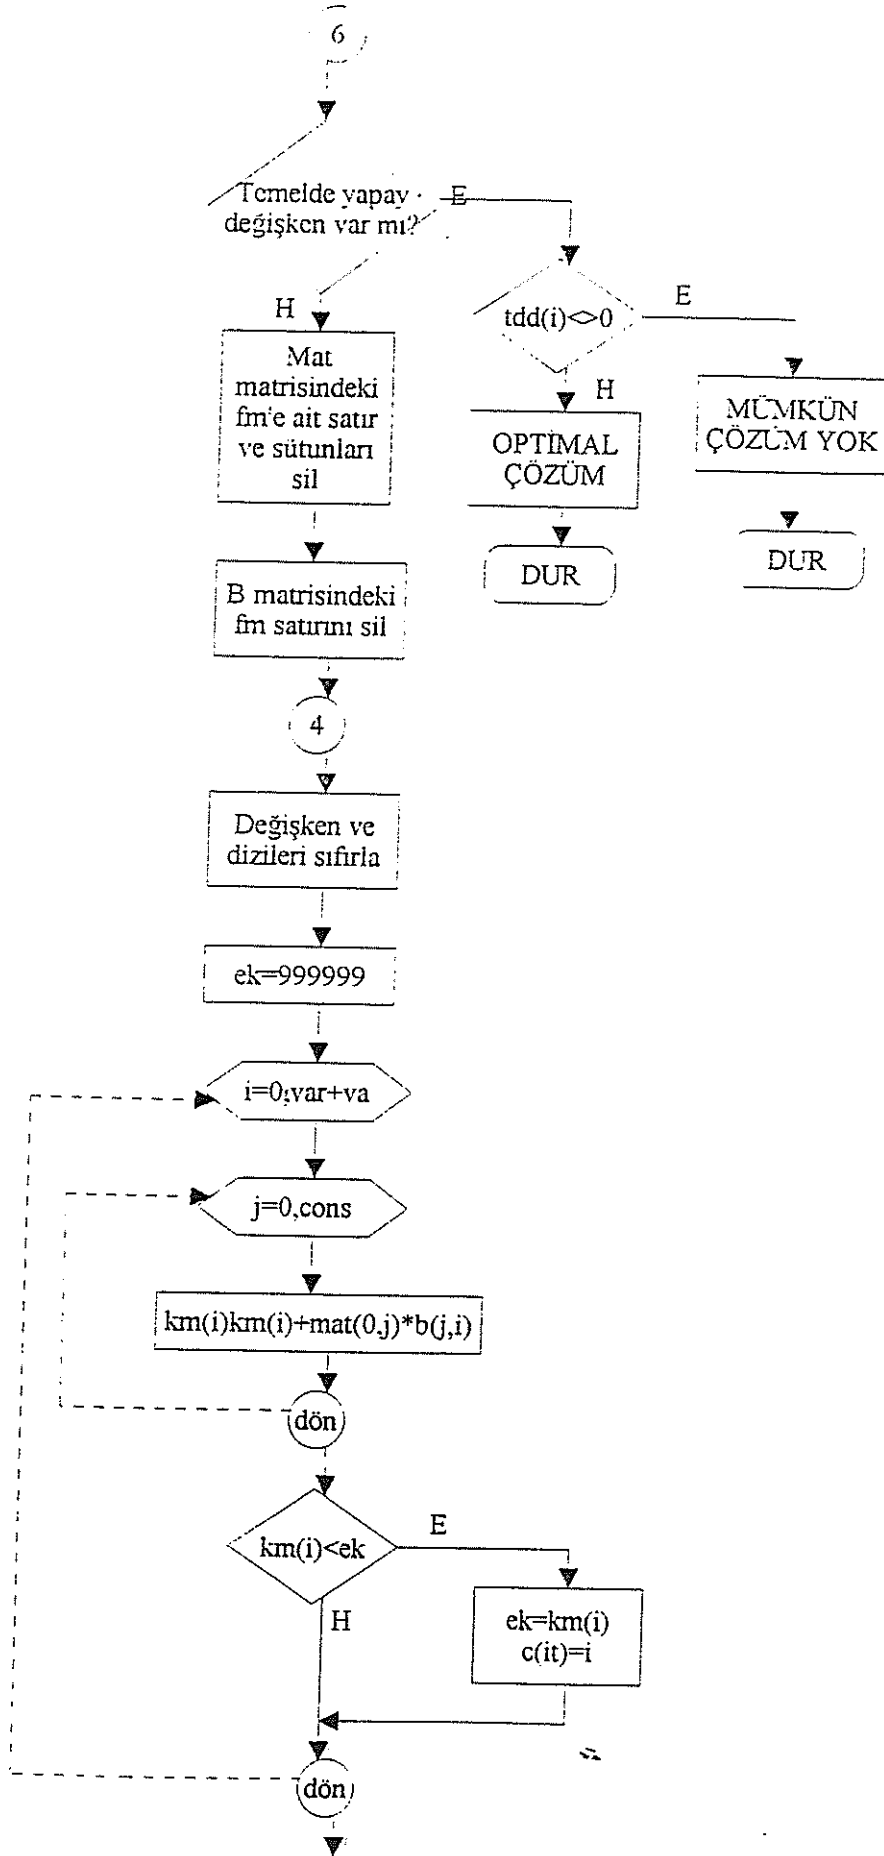 6
Temelde yapay
değişken var mı?
E
H
tdd(i)<>0
E
H
Mat
matrisindeki
fm'e ait satır
ve sütunları
sil
OPTİMAL
ÇÖZÜM
MÜMKÜN
ÇÖZÜM YOK
DUR
DUR
B matrisindeki
fm satırını sil
4
Değişken ve
dizileri sıfırla
ek=999999
i=0;var+va
j=0,cons
km(i)km(i)+mat(0,j)*b(j,i)
dön
km(i)<ek
E
H
ek=km(i)
c(it)=i
dön